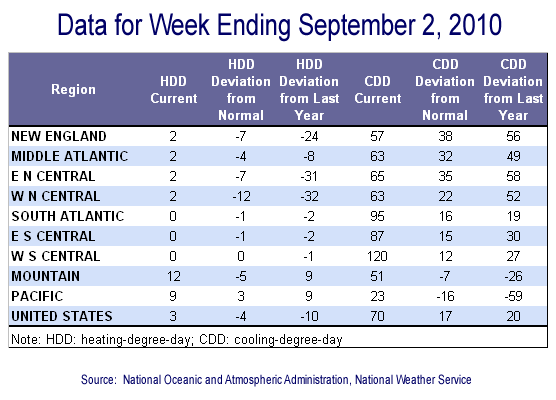 Data for Week Ending September 2, 2010
Region HDD Current HDD Deviation from Normal HDD Deviation from Last Year CDD Current CDD Deviation from Normal CDD Deviation from Last Year
NEW ENGLAND 2 -7 -24 57 38 56
MIDDLE ATLANTIC 2 -4 -8 63 32 49
E N CENTRAL 2 -7 -31 65 35 58
W N CENTRAL 2 -12 -32 63 22 52
SOUTH ATLANTIC 0 -1 -2 95 16 19
E S CENTRAL 0 -1 -2 87 15 30
W S CENTRAL 0 0 -1 120 12 27
MOUNTAIN 12 -5 9 51 -7 -26
PACIFIC 9 3 9 23 -16 -59
UNITED STATES 3 -4 -10 70 17 20
Note: HDD: heating-degree-day; CDD: cooling-degree-day
Source: National Oceanic and Atmospheric Administration, National Weather Service